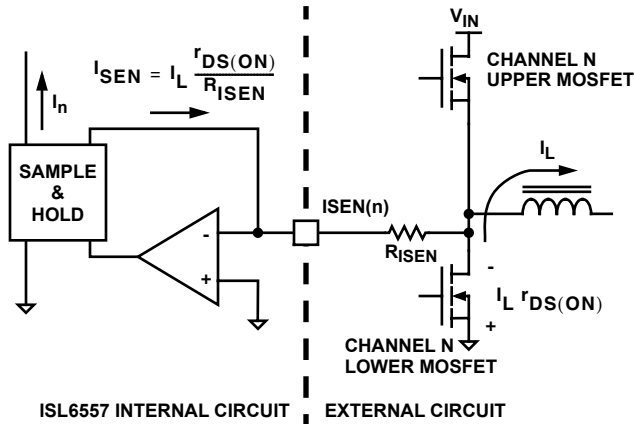 V_IN
CHANNEL N
UPPER MOSFET
I_SEN = I_L r_DS(ON) / R_ISEN
I_n
I_L
SAMPLE
&
HOLD
ISEN(n)
-
+
R_ISEN
-
I_L r_DS(ON)
+
CHANNEL N
LOWER MOSFET
ISL6557 INTERNAL CIRCUIT
EXTERNAL CIRCUIT